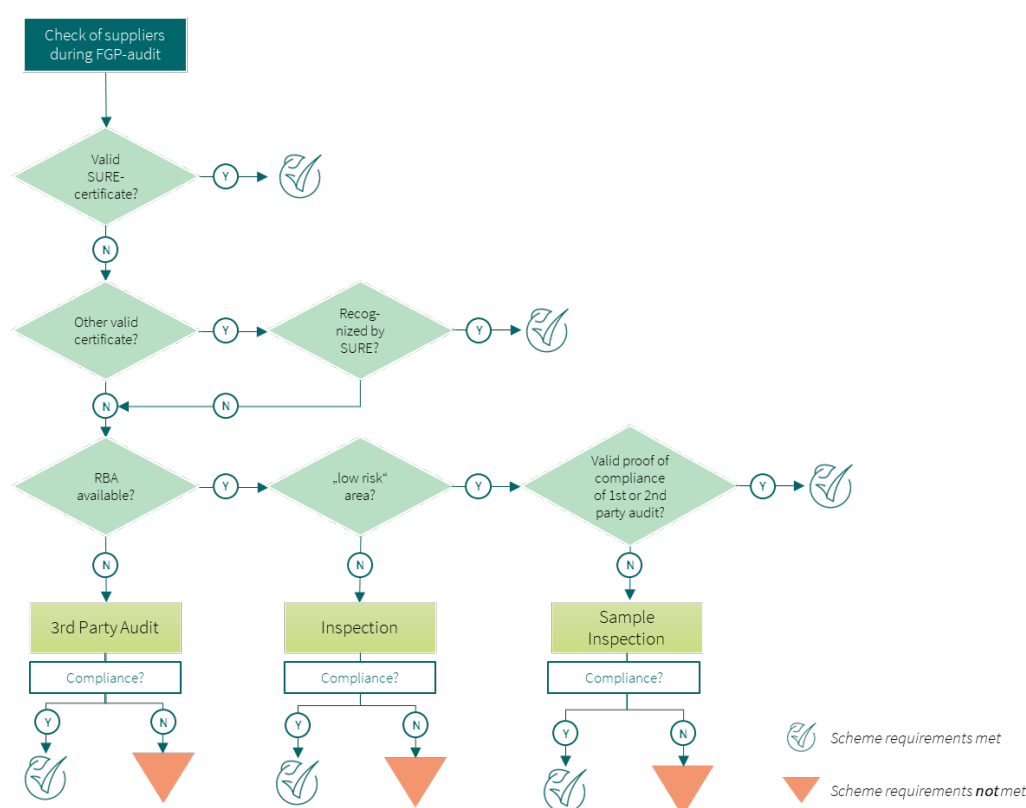 Check of suppliers
during FGP-audit
Valid
SURE-
certificate?
Y
N
Other valid
certificate?
Y
Recog-
nized by
SURE?
Y
N
N
RBA
available?
Y
„low risk“
area?
Y
Valid proof of
compliance
of 1st or 2nd
party audit?
Y
N
N
N
3rd Party Audit
Inspection
Sample
Inspection
Compliance?
Compliance?
Compliance?
Y
N
Y
N
Y
N
Scheme requirements met
Scheme requirements not met